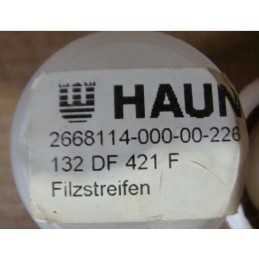 HAUN
2668114-000-00-226
132 DF 421 F
Filzstreifen